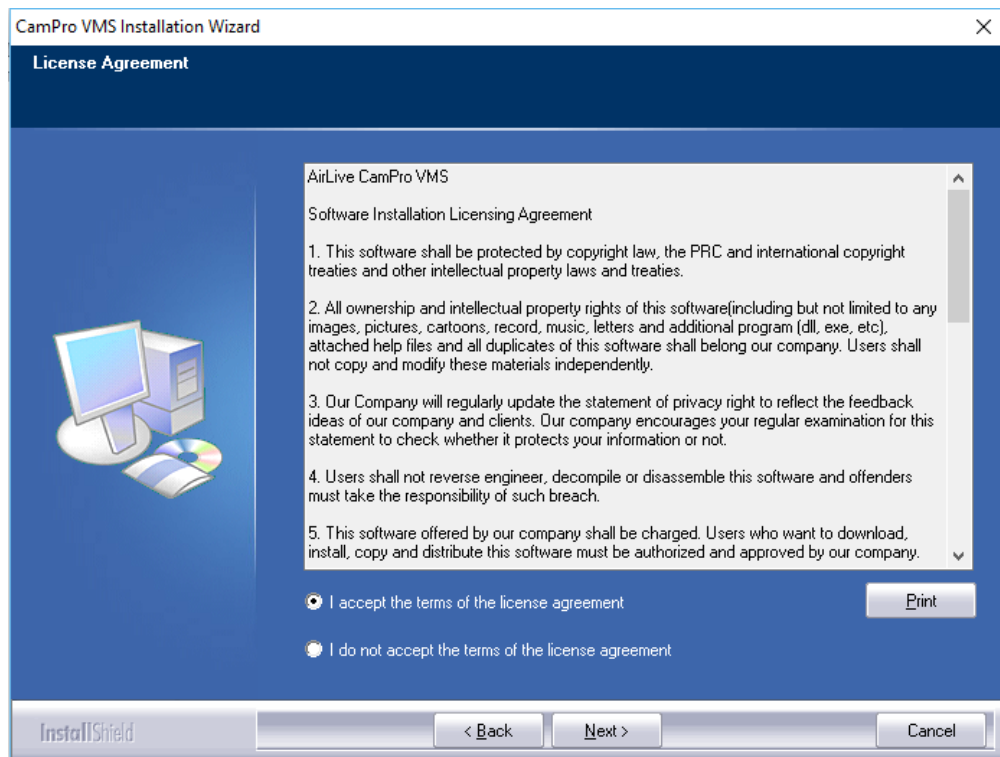 CamPro VMS Installation Wizard
License Agreement
AirLive CamPro VMS
Software Installation Licensing Agreement
1. This software shall be protected by copyright law, the PRC and international copyright
treaties and other intellectual property laws and treaties.
2. All ownership and intellectual property rights of this software(including but not limited to any
images, pictures, cartoons, record, music, letters and additional program (dll, exe, etc),
attached help files and all duplicates of this software shall belong our company. Users shall
not copy and modify these materials independently.
3. Our Company will regularly update the statement of privacy right to reflect the feedback
ideas of our company and clients. Our company encourages your regular examination for this
statement to check whether it protects your information or not.
4. Users shall not reverse engineer, decompile or disassemble this software and offenders
must take the responsibility of such breach.
5. This software offered by our company shall be charged. Users who want to download,
install, copy and distribute this software must be authorized and approved by our company.
I accept the terms of the license agreement
Print
I do not accept the terms of the license agreement
InstallShield
< Back
Next >
Cancel